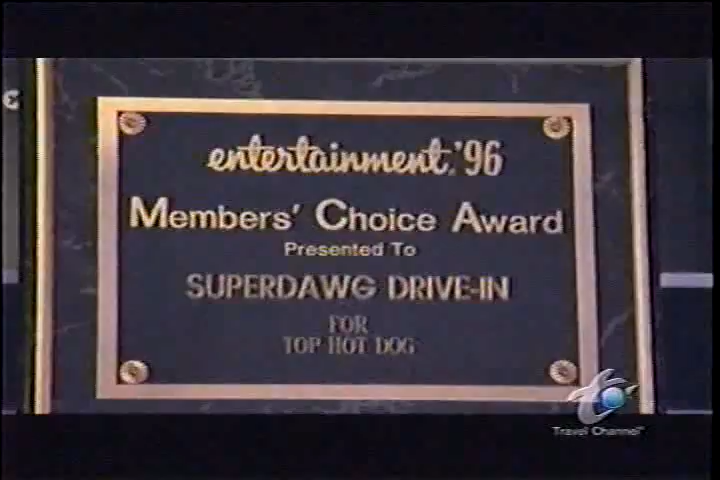 entertainment.'96
Members' Choice Award
Presented To
SUPERDAWG DRIVE-IN
FOR
TOP HOT DOG
Travel Channel